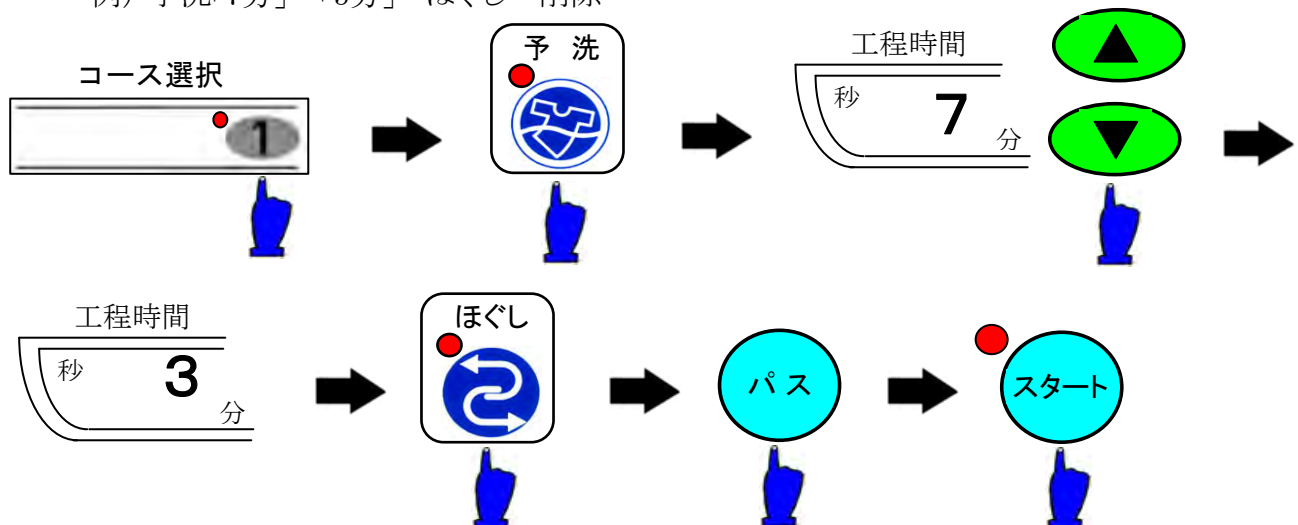 コース選択
1
予 洗
工程時間
秒 7 分
▲
▼
工程時間
秒 3 分
ほぐし
パ ス
スタート